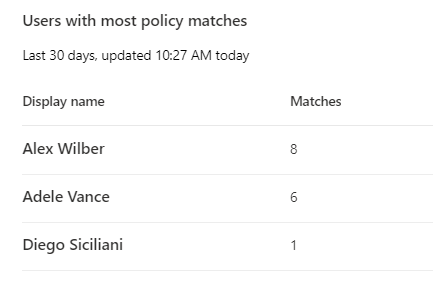 Users with most policy matches
Last 30 days, updated 10:27 AM today
Display name Matches
Alex Wilber 8
Adele Vance 6
Diego Siciliani 1